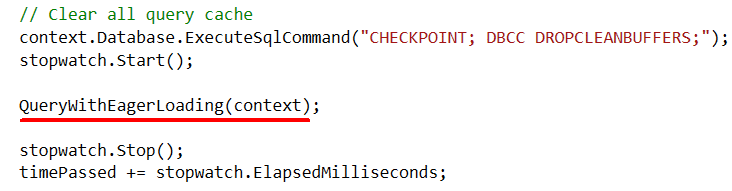 // Clear all query cache
context.Database.ExecuteSqlCommand("CHECKPOINT; DBCC DROPCLEANBUFFERS;");
stopwatch.Start();
QueryWithEagerLoading(context);
stopwatch.Stop();
timePassed += stopwatch.ElapsedMilliseconds;